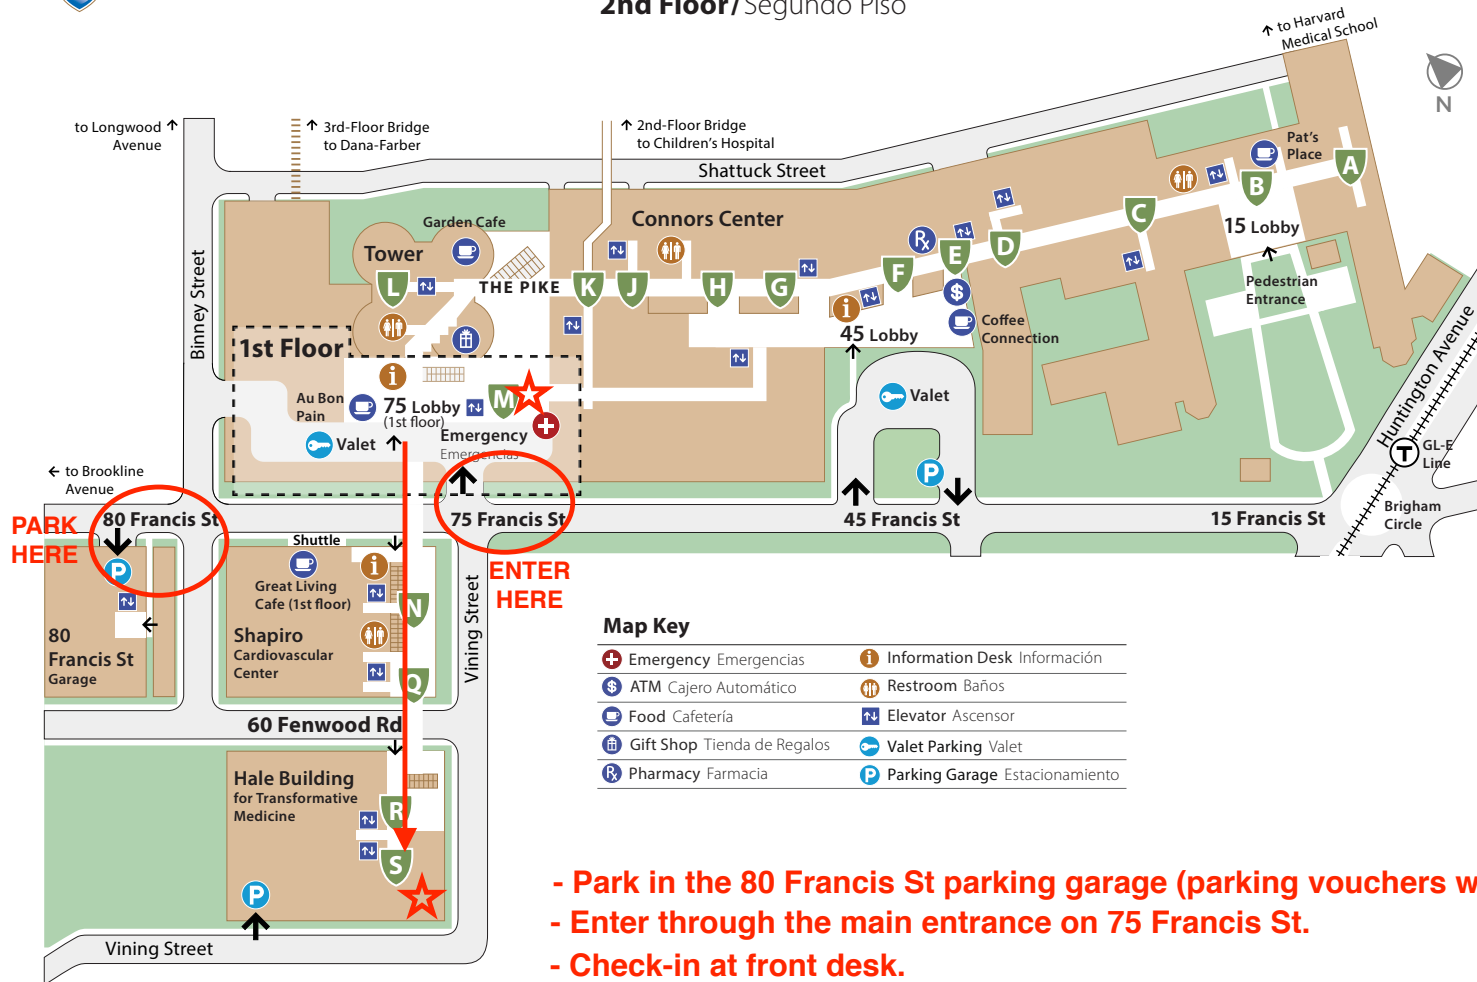 2nd Floor/Segundo Piso
to Harvard
Medical School
N
to Longwood
Avenue
3rd-Floor Bridge
to Dana-Farber
2nd-Floor Bridge
to Children's Hospital
Shattuck Street
Pat's
Place
A
B
C
15 Lobby
Pedestrian
Entrance
Connors Center
Garden Cafe
Tower
L
THE PIKE
K
J
H
G
F
E
D
Rx
$
i
45 Lobby
Coffee
Connection
Binney Street
1st Floor
i
Au Bon
Pain
75 Lobby
(1st floor)
M
Valet
Emergency
Emergencias
Valet
P
Huntington Avenue
T
GL-E
Line
Brigham
Circle
to Brookline
Avenue
PARK
HERE
80 Francis St
75 Francis St
45 Francis St
15 Francis St
ENTER
HERE
P
80
Francis St
Garage
Shuttle
i
Great Living
Cafe (1st floor)
N
Shapiro
Cardiovascular
Center
Q
Vining Street
60 Fenwood Rd
Hale Building
for Transformative
Medicine
R
S
P
Vining Street
Map Key
Emergency Emergencias
i Information Desk Información
$ ATM Cajero Automático
Restroom Baños
Food Cafetería
Elevator Ascensor
Gift Shop Tienda de Regalos
Valet Parking Valet
Rx Pharmacy Farmacia
P Parking Garage Estacionamiento
- Park in the 80 Francis St parking garage (parking vouchers w
- Enter through the main entrance on 75 Francis St.
- Check-in at front desk.